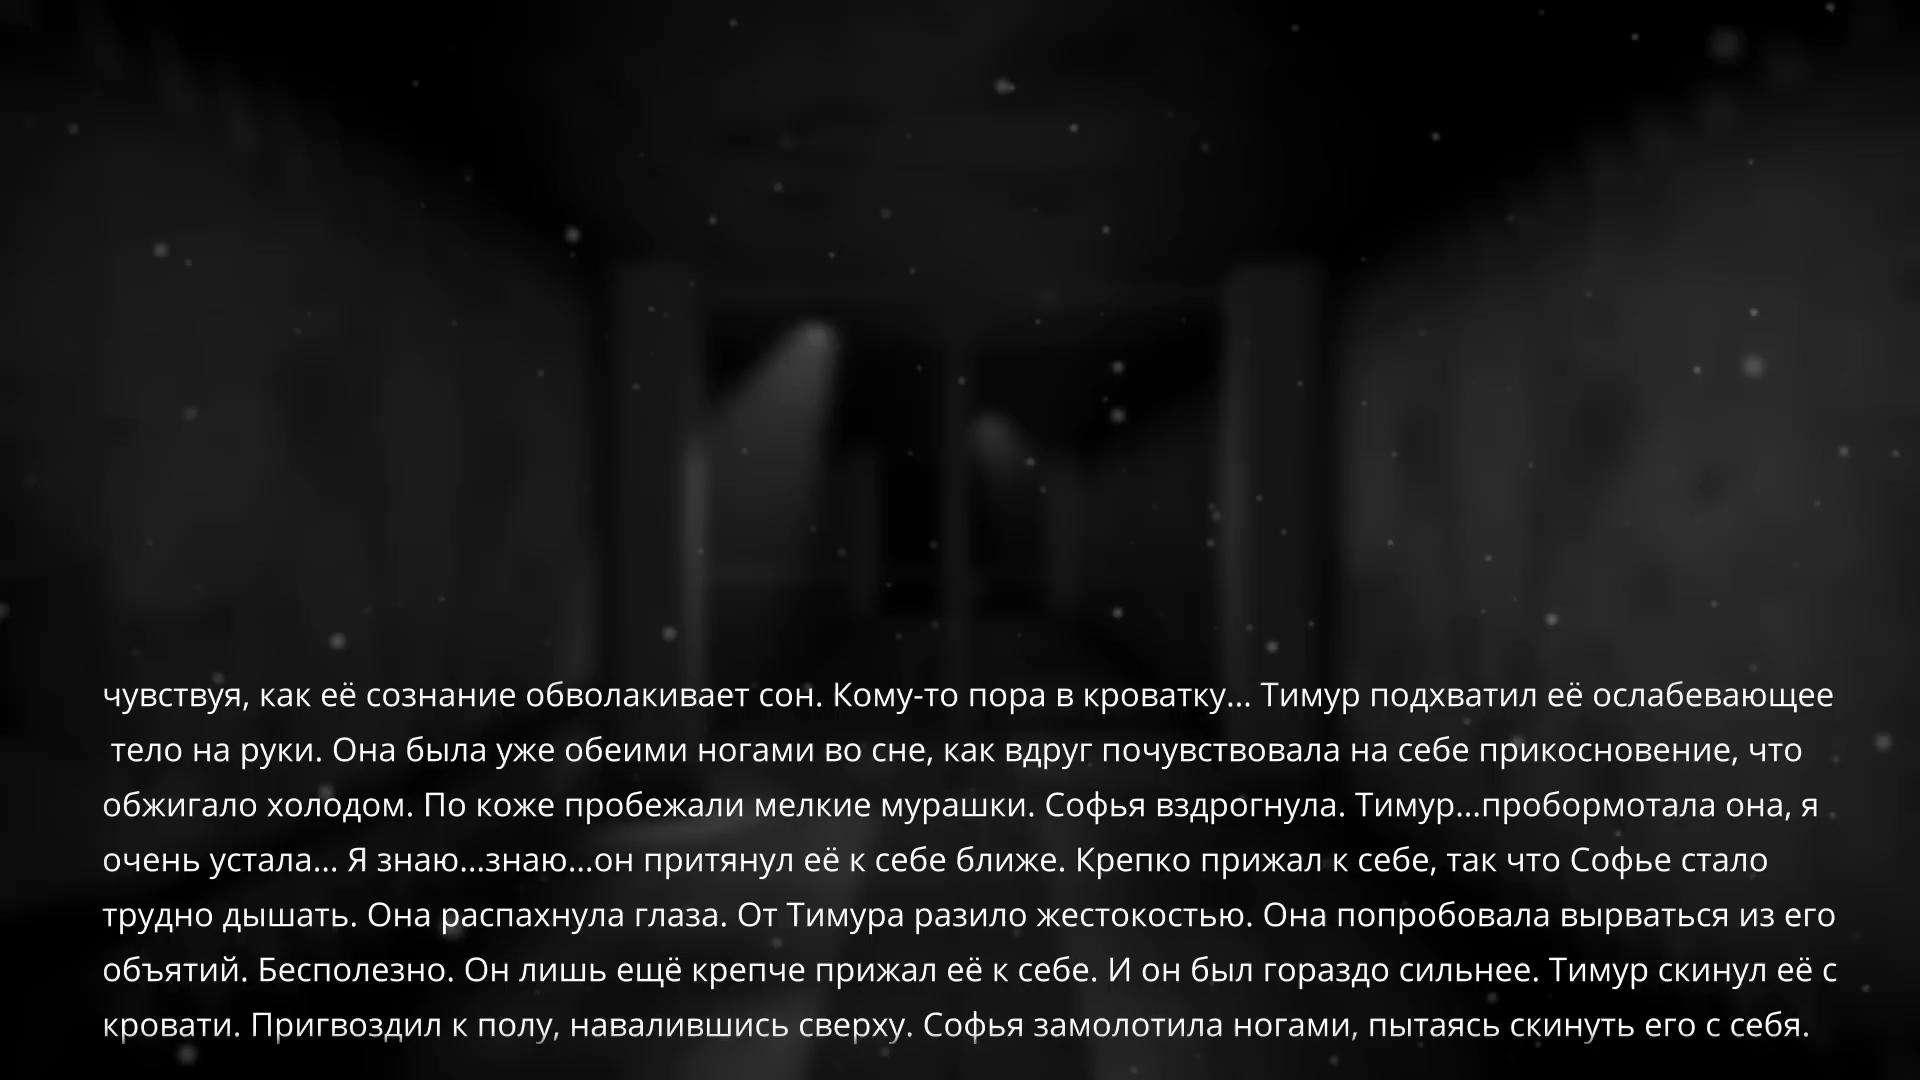 чувствуя, как её сознание обволакивает сон. Кому-то пора в кроватку... Тимур подхватил её ослабевающее
тело на руки. Она была уже обеими ногами во сне, как вдруг почувствовала на себе прикосновение, что
обжигало холодом. По коже пробежали мелкие мурашки. Софья вздрогнула. Тимур...пробормотала она, я
очень устала... Я знаю...знаю...он притянул её к себе ближе. Крепко прижал к себе, так что Софье стало
трудно дышать. Она распахнула глаза. От Тимура разило жестокостью. Она попробовала вырваться из его
объятий. Бесполезно. Он лишь ещё крепче прижал её к себе. И он был гораздо сильнее. Тимур скинул её с
кровати. Пригвоздил к полу, навалившись сверху. Софья замолотила ногами, пытаясь скинуть его с себя.